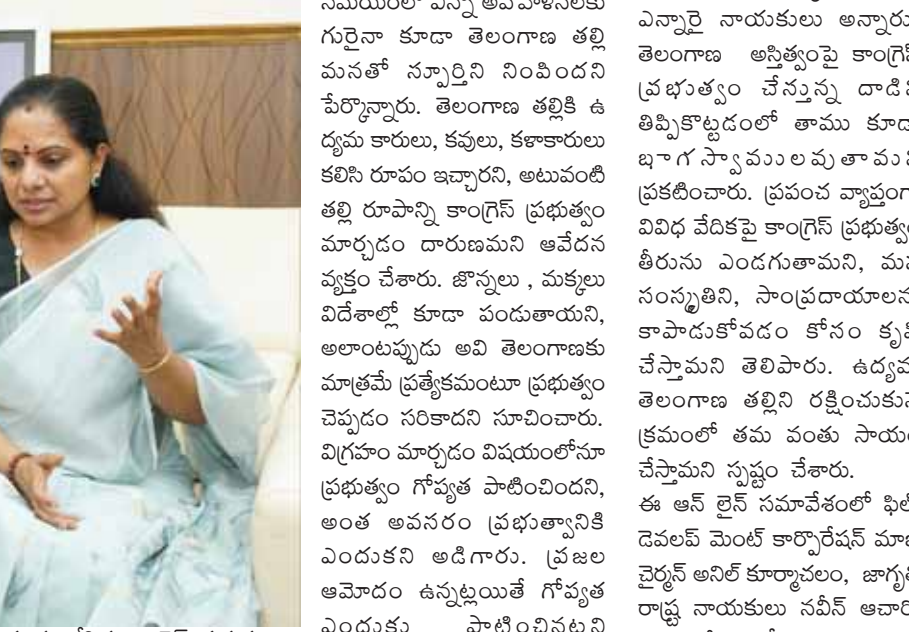 గురైనా కూడా తెలంగాణ తల్లి
మనతో స్ఫూర్తిని నింపిందని
పేర్కొన్నారు. తెలంగాణ తల్లికి ఉ
ద్యమ కారులు, కవులు, కళాకారులు
కలిసి రూపం ఇచ్చారని, అటువంటి
తల్లి రూపాన్ని కాంగ్రెస్ ప్రభుత్వం
మార్చడం దారుణమని ఆవేదన
వ్యక్తం చేశారు. జొన్నలు , మక్కలు
విదేశాల్లో కూడా పండుతాయని,
అలాంటప్పుడు అవి తెలంగాణకు
మాత్రమే ప్రత్యేకమంటూ ప్రభుత్వం
చెప్పడం సరికాదని సూచించారు.
విగ్రహం మార్చడం విషయంలోనూ
ప్రభుత్వం గోప్యత పాటించిందని,
అంత అవసరం ప్రభుత్వానికి
ఎందుకని అడిగారు. ప్రజల
ఆమోదం ఉన్నట్లయితే గోప్యత
ఎందుకు పాటించినట్లని
ఎన్నారై నాయకులు అన్నారు
తెలంగాణ అస్తిత్వంపై కాంగ్రెస్
ప్రభుత్వం చేస్తున్న దాడిని
తిప్పికొట్టడంలో తాము కూడ
భాగస్వాములవుతామ
ప్రకటించారు. ప్రపంచ వ్యాప్తంగా
వివిధ వేదికపై కాంగ్రెస్ ప్రభుత్వ
తీరును ఎండగుతామని, మ
సంస్కృతిని, సాంప్రదాయాలన
కాపాడుకోవడం కోసం కృ
చేస్తామని తెలిపారు. ఉద్యమ
తెలంగాణ తల్లిని రక్షించుకు
క్రమంలో తమ వంతు సాయ
చేస్తామని స్పష్టం చేశారు.
ఈ ఆన్ లైన్ సమావేశంలో ఫి
డెవలప్ మెంట్ కార్పొరేషన్ మా
చైర్మన్ అనిల్ కూర్మాచలం, జాగృతి
రాష్ట్ర నాయకులు నవీన్ ఆచారి